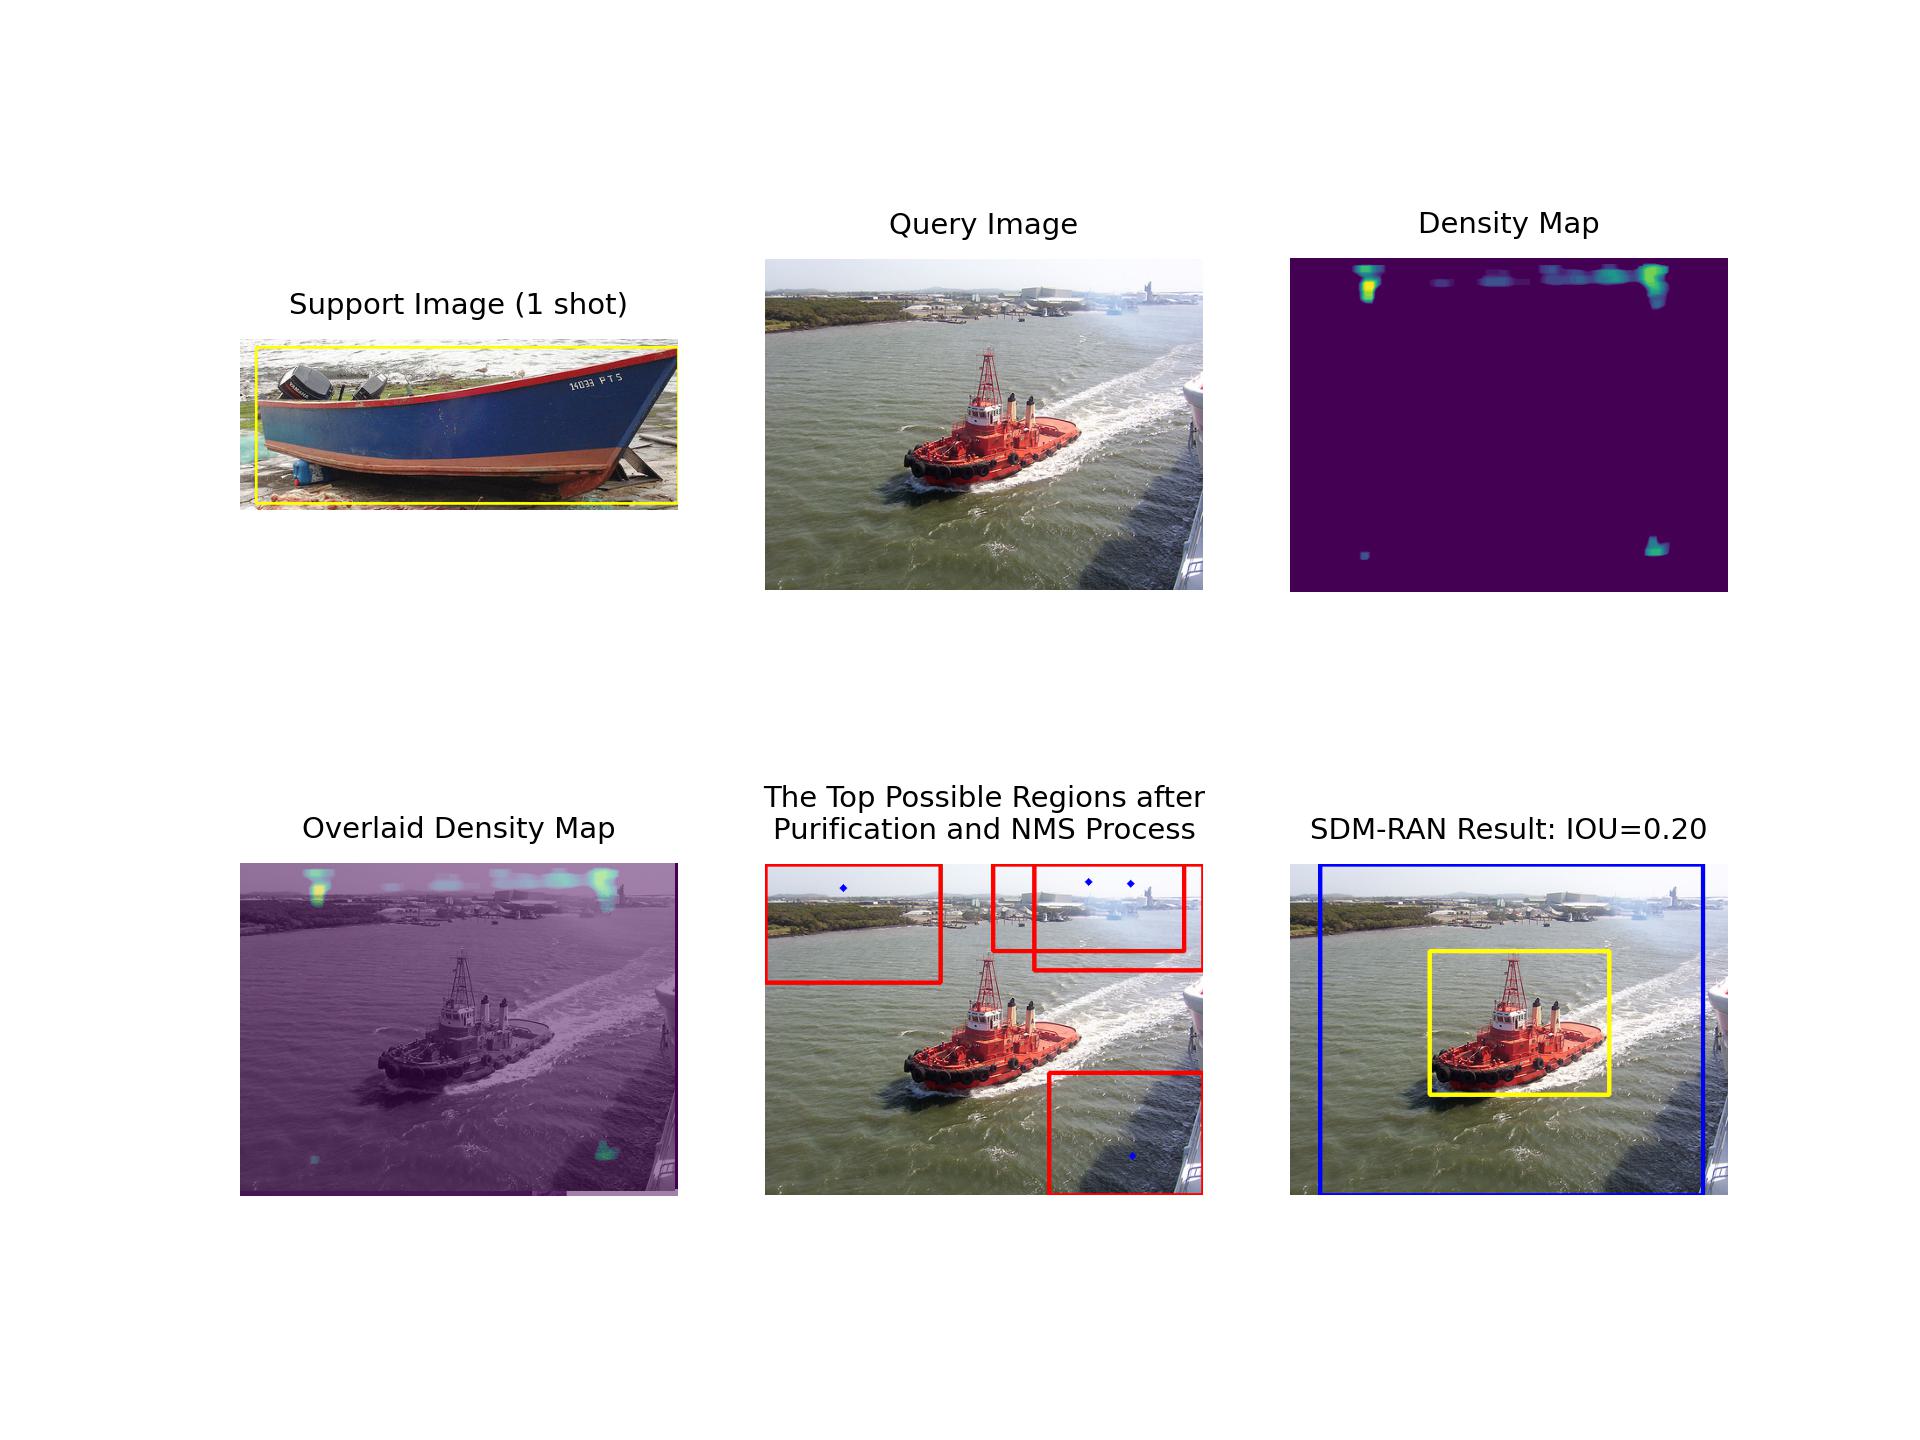 Support Image (1 shot)
14033 PTS
YAMAHA
Query Image
Density Map
Overlaid Density Map
The Top Possible Regions after
Purification and NMS Process
SDM-RAN Result: IOU=0.20